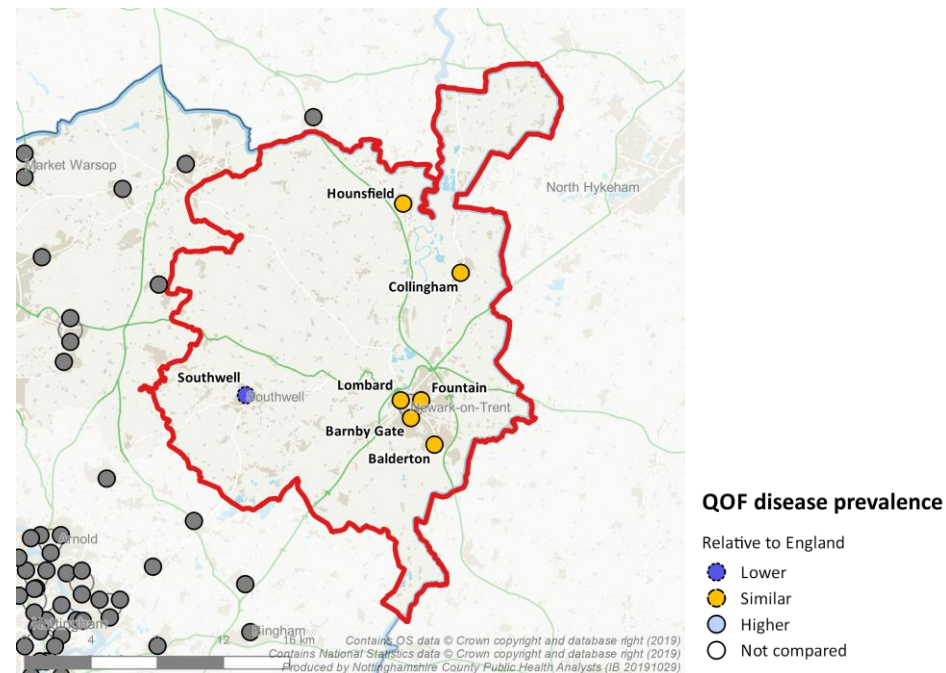 Market Warsop
North Hykeham
Hounsfield
Collingham
Southwell
Southwell
Lombard
Fountain
Newark-on-Trent
Barnby Gate
Balderton
QOF disease prevalence
Relative to England
Lower
Similar
Higher
Not compared
Arnold
Nottingham
Bingham
4
12
16 km
Contains OS data © Crown copyright and database right (2019)
Contains National Statistics data © Crown copyright and database right (2019)
Produced by Nottinghamshire County Public Health Analysts (IB 20191029)